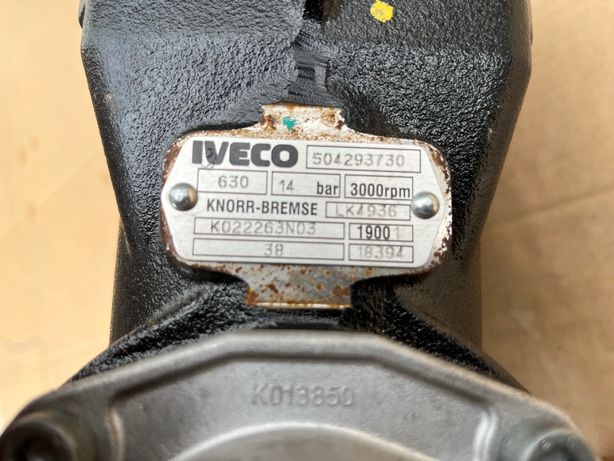 IVECO 504293730
630 14 bar 3000rpm
KNORR-BREMSE LK4936
K022263N03 1900
38 18394
K013850